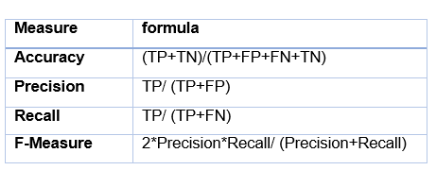 Measure formula
Accuracy (TP+TN)/(TP+FP+FN+TN)
Precision TP/ (TP+FP)
Recall TP/ (TP+FN)
F-Measure 2*Precision*Recall/ (Precision+Recall)